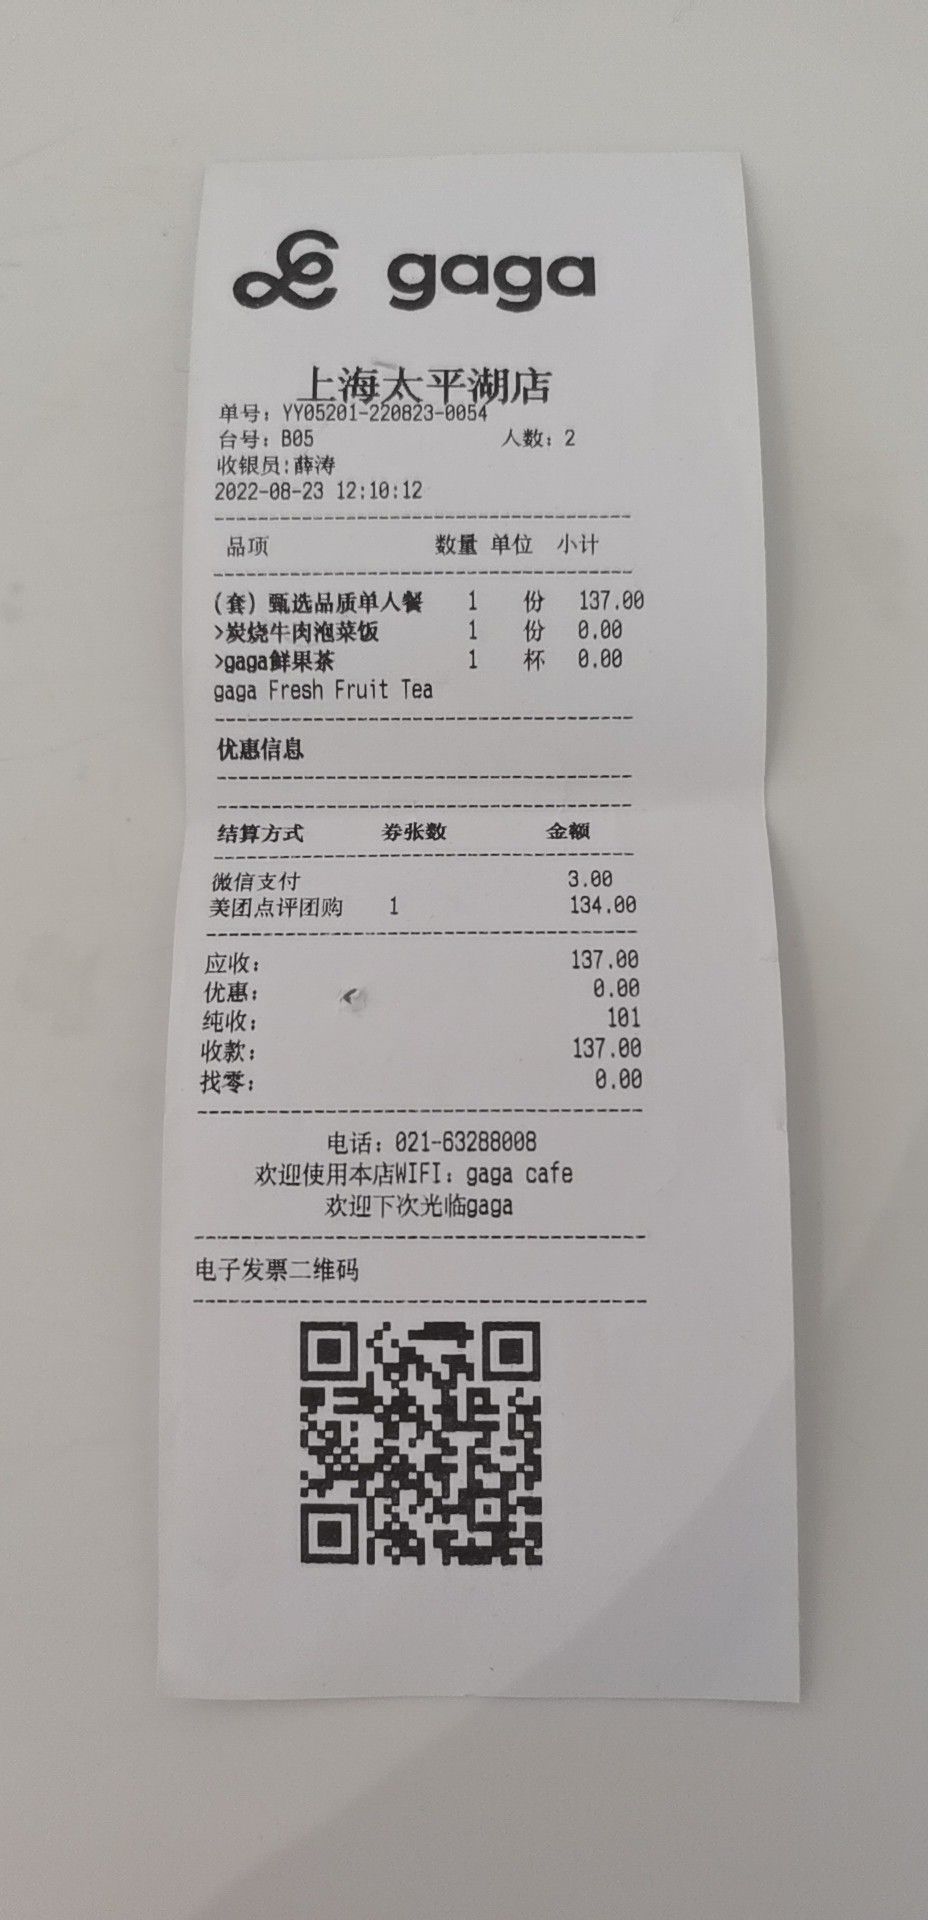 gaga
上海太平湖店
单号：YY05201-220823-0054
台号：B05 人数：2
收银员:薛涛
2022-08-23 12:10:12
品项 数量 单位 小计
(套) 甄选品质单人餐 1 份 137.00
>炭烧牛肉泡菜饭 1 份 0.00
>gaga鲜果茶 1 杯 0.00
gaga Fresh Fruit Tea
优惠信息
结算方式 券张数 金额
微信支付 3.00
美团点评团购 1 134.00
应收： 137.00
优惠： 0.00
纯收： 101
收款： 137.00
找零： 0.00
电话：021-63288008
欢迎使用本店WIFI：gaga cafe
欢迎下次光临gaga
电子发票二维码